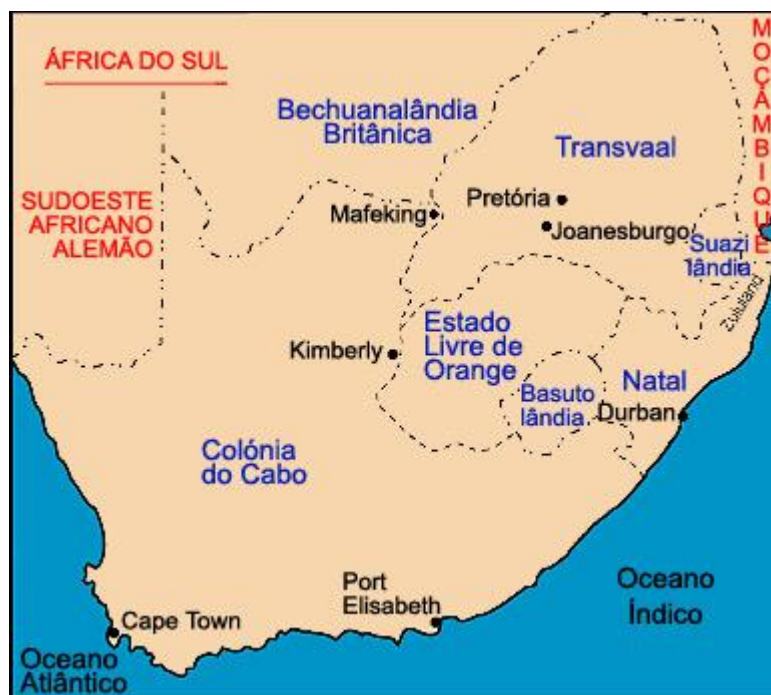 ÁFRICA DO SUL
SUDOESTE
AFRICANO
ALEMÃO
Bechuanalândia
Britânica
Transvaal
MOÇAMBIQUE
Mafeking
Pretória
Joanesburgo
Suazi
lândia
Zululand
Kimberly
Estado
Livre de
Orange
Basuto
lândia
Natal
Durban
Colónia
do Cabo
Port
Elisabeth
Cape Town
Oceano
Atlântico
Oceano
Índico